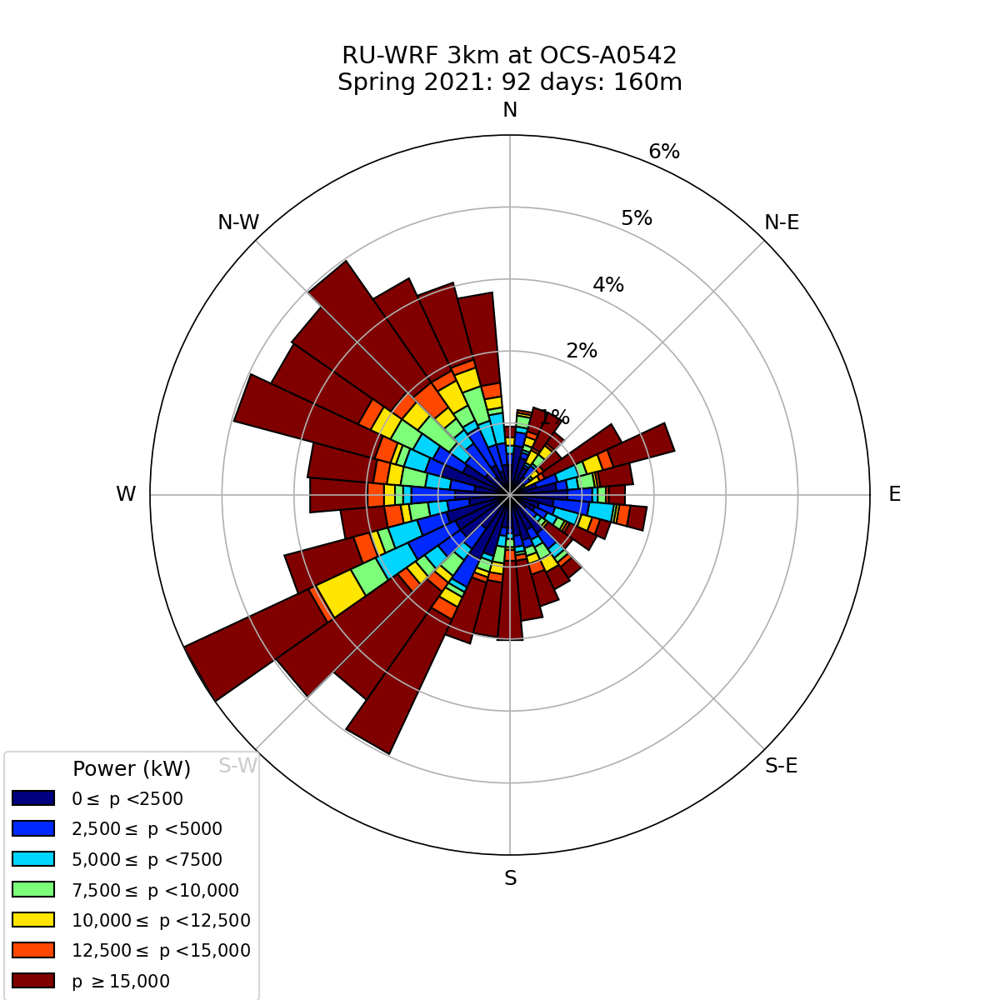 RU-WRF 3km at OCS-A0542
Spring 2021: 92 days: 160m
N
6%
5%
N-W
N-E
4%
2%
1%
W
E
S-W
S-E
S
Power (kW)
0≤ p <2500
2,500≤ p <5000
5,000≤ p <7500
7,500≤ p <10,000
10,000≤ p <12,500
12,500≤ p <15,000
p ≥15,000